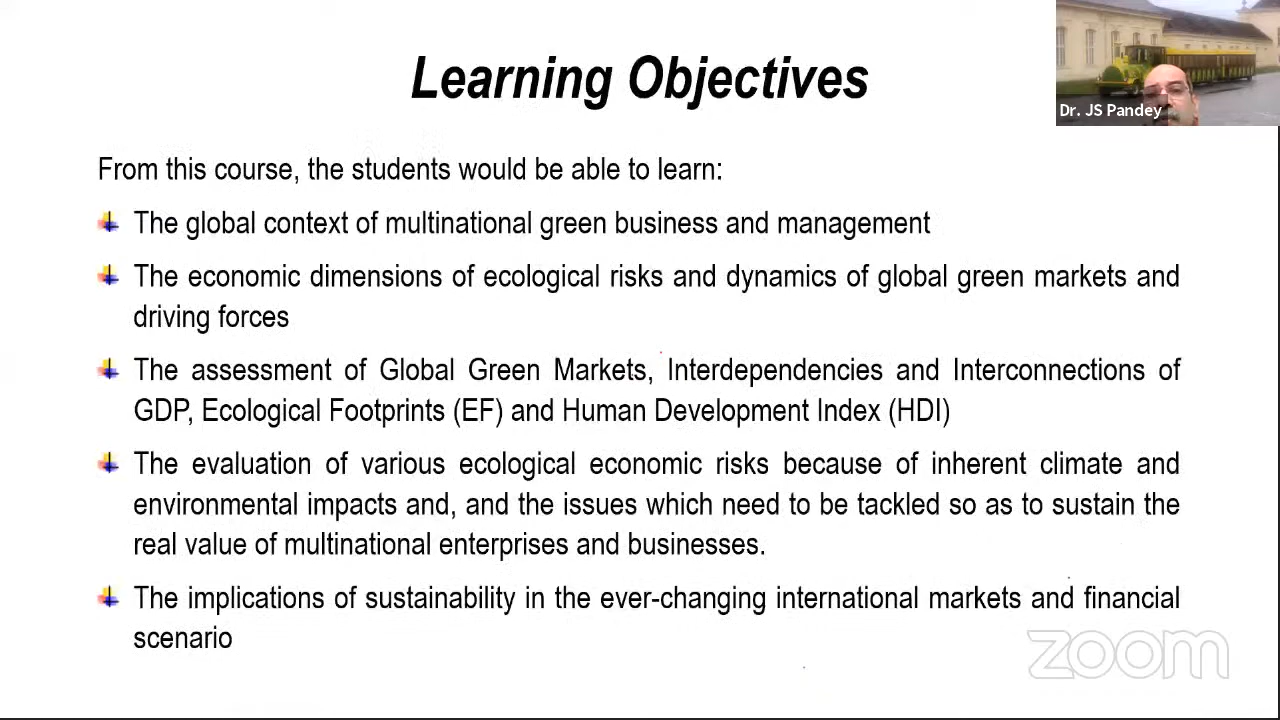 Learning Objectives
Dr. JS Pandey
From this course, the students would be able to learn:
The global context of multinational green business and management
The economic dimensions of ecological risks and dynamics of global green markets and
driving forces
The assessment of Global Green Markets, Interdependencies and Interconnections of
GDP, Ecological Footprints (EF) and Human Development Index (HDI)
The evaluation of various ecological economic risks because of inherent climate and
environmental impacts and, and the issues which need to be tackled so as to sustain the
real value of multinational enterprises and businesses.
The implications of sustainability in the ever-changing international markets and financial
scenario
zoom